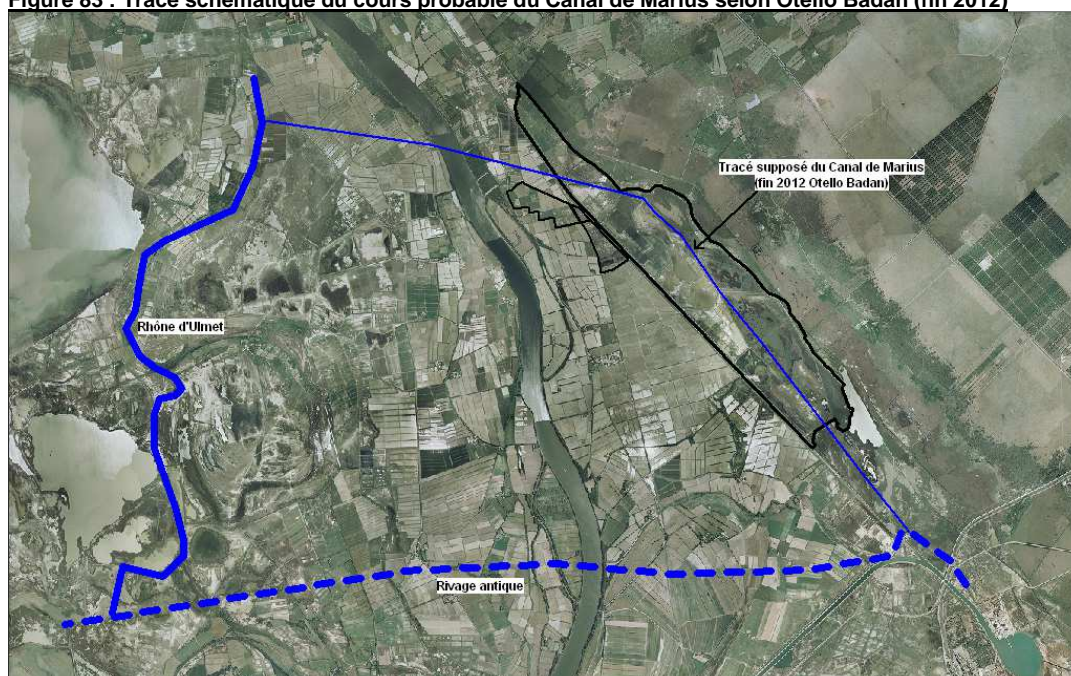 Figure 83 : Tracé schématique du cours probable du Canal de Marius selon Otello Badan (fin 2012)
Tracé supposé du Canal de Marius
(fin 2012 Otello Badan)
Rhône d'Ulmet
Rivage antique